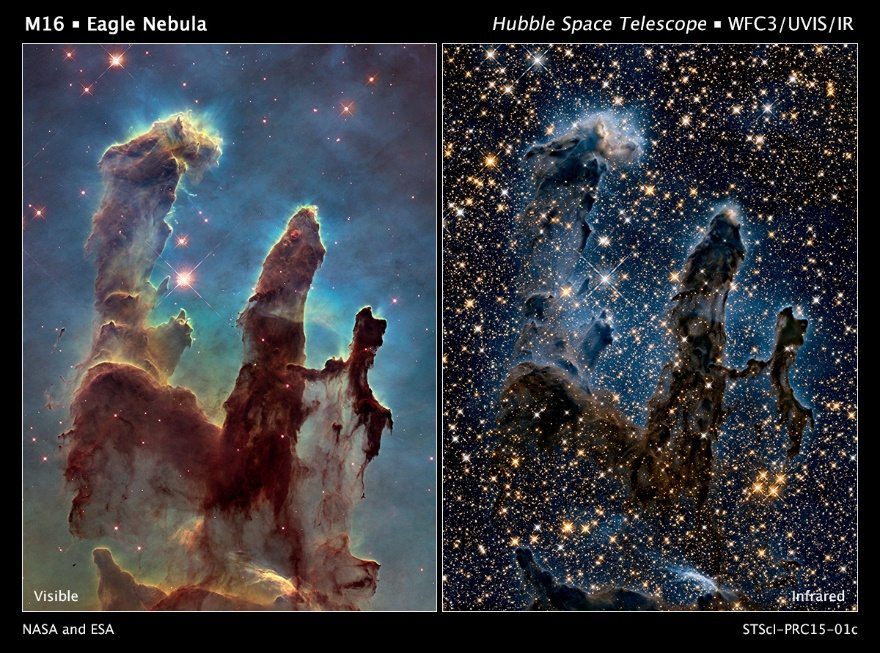 M16 ▪ Eagle Nebula
Hubble Space Telescope ▪ WFC3/UVIS/IR
Visible
Infrared
NASA and ESA
STScI-PRC15-01c